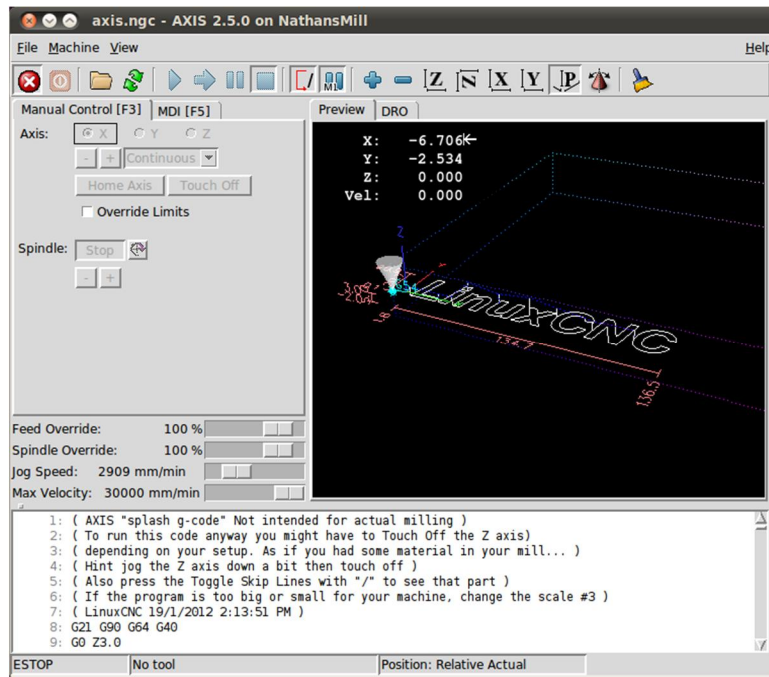 axis.ngc - AXIS 2.5.0 on NathansMill
File Machine View Help
M1 Z N X Y P
Manual Control [F3] MDI [F5]
Axis: X Y Z
- + Continuous
Home Axis Touch Off
Override Limits
Spindle: Stop
- +
Feed Override: 100 %
Spindle Override: 100 %
Jog Speed: 2909 mm/min
Max Velocity: 30000 mm/min
Preview DRO
X: -6.706
Y: -2.534
Z: 0.000
Vel: 0.000
Z
X
LinuxCNC
134.7
136.5
1: ( AXIS "splash g-code" Not intended for actual milling )
2: ( To run this code anyway you might have to Touch Off the Z axis)
3: ( depending on your setup. As if you had some material in your mill... )
4: ( Hint jog the Z axis down a bit then touch off )
5: ( Also press the Toggle Skip Lines with "/" to see that part )
6: ( If the program is too big or small for your machine, change the scale #3 )
7: ( LinuxCNC 19/1/2012 2:13:51 PM )
8: G21 G90 G64 G40
9: G0 Z3.0
ESTOP No tool Position: Relative Actual